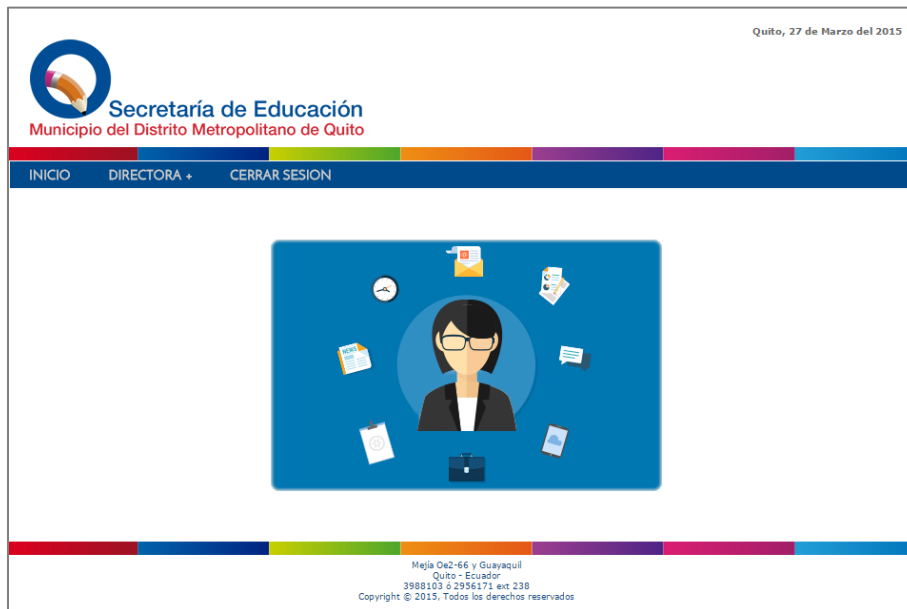 Quito, 27 de Marzo del 2015
Secretaría de Educación
Municipio del Distrito Metropolitano de Quito
INICIO DIRECTORA + CERRAR SESION
NEWS
Mejía Oe2-66 y Guayaquil
Quito - Ecuador
3988103 ó 2956171 ext 238
Copyright © 2015, Todos los derechos reservados